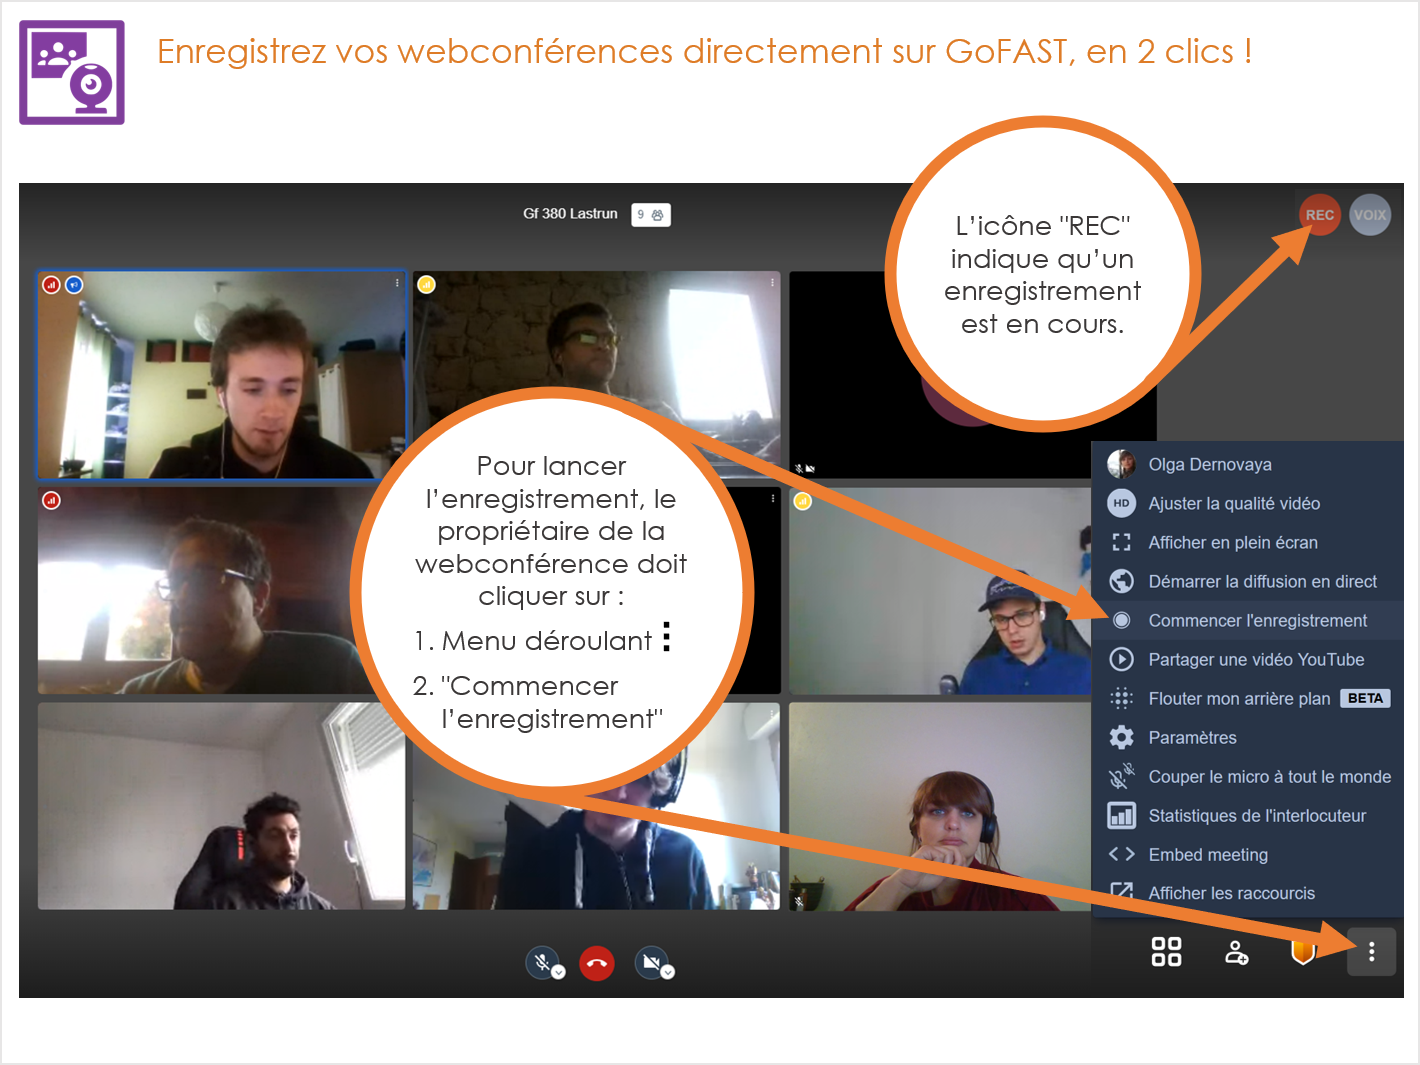 Enregistrez vos webconférences directement sur GoFAST, en 2 clics !
Gf 380 Lastrun 9
REC VOIX
L’icône "REC"
indique qu’un
enregistrement
est en cours.
Pour lancer
l’enregistrement, le
propriétaire de la
webconférence doit
cliquer sur :
1. Menu déroulant
2. "Commencer
l’enregistrement"
Olga Dernovaya
HD Ajuster la qualité vidéo
Afficher en plein écran
Démarrer la diffusion en direct
Commencer l'enregistrement
Partager une vidéo YouTube
Flouter mon arrière plan BETA
Paramètres
Couper le micro à tout le monde
Statistiques de l'interlocuteur
Embed meeting
Afficher les raccourcis